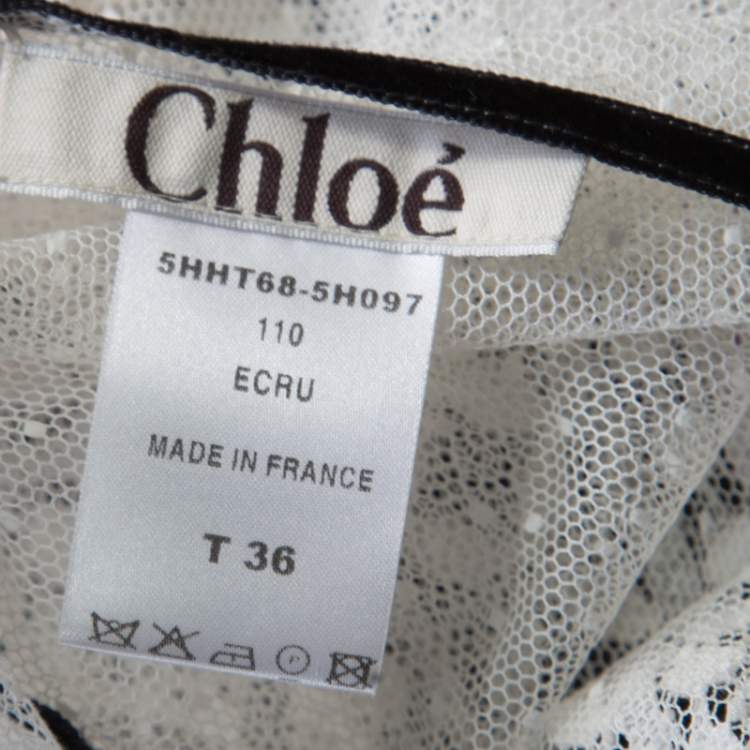 Chloé
5HHT68-5H097
110
ECRU
MADE IN FRANCE
T 36
P